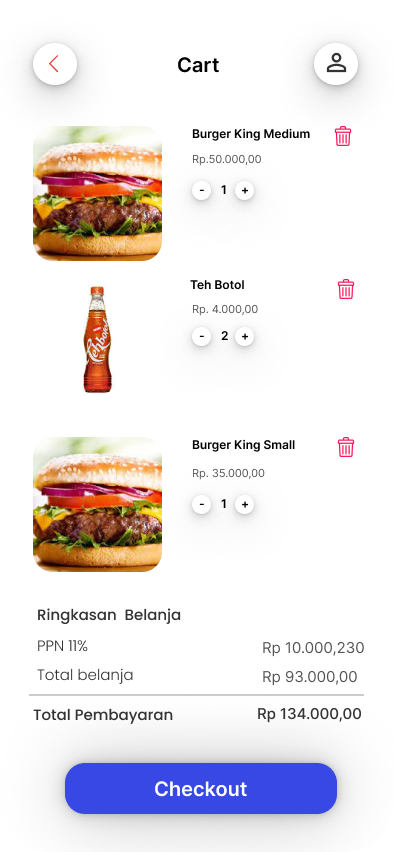 Cart
Burger King Medium
Rp.50.000,00
- 1 +
Teh Botol
Rp. 4.000,00
- 2 +
Tehbotol
Burger King Small
Rp. 35.000,00
- 1 +
Ringkasan Belanja
PPN 11% Rp 10.000,230
Total belanja Rp 93.000,00
Total Pembayaran Rp 134.000,00
Checkout